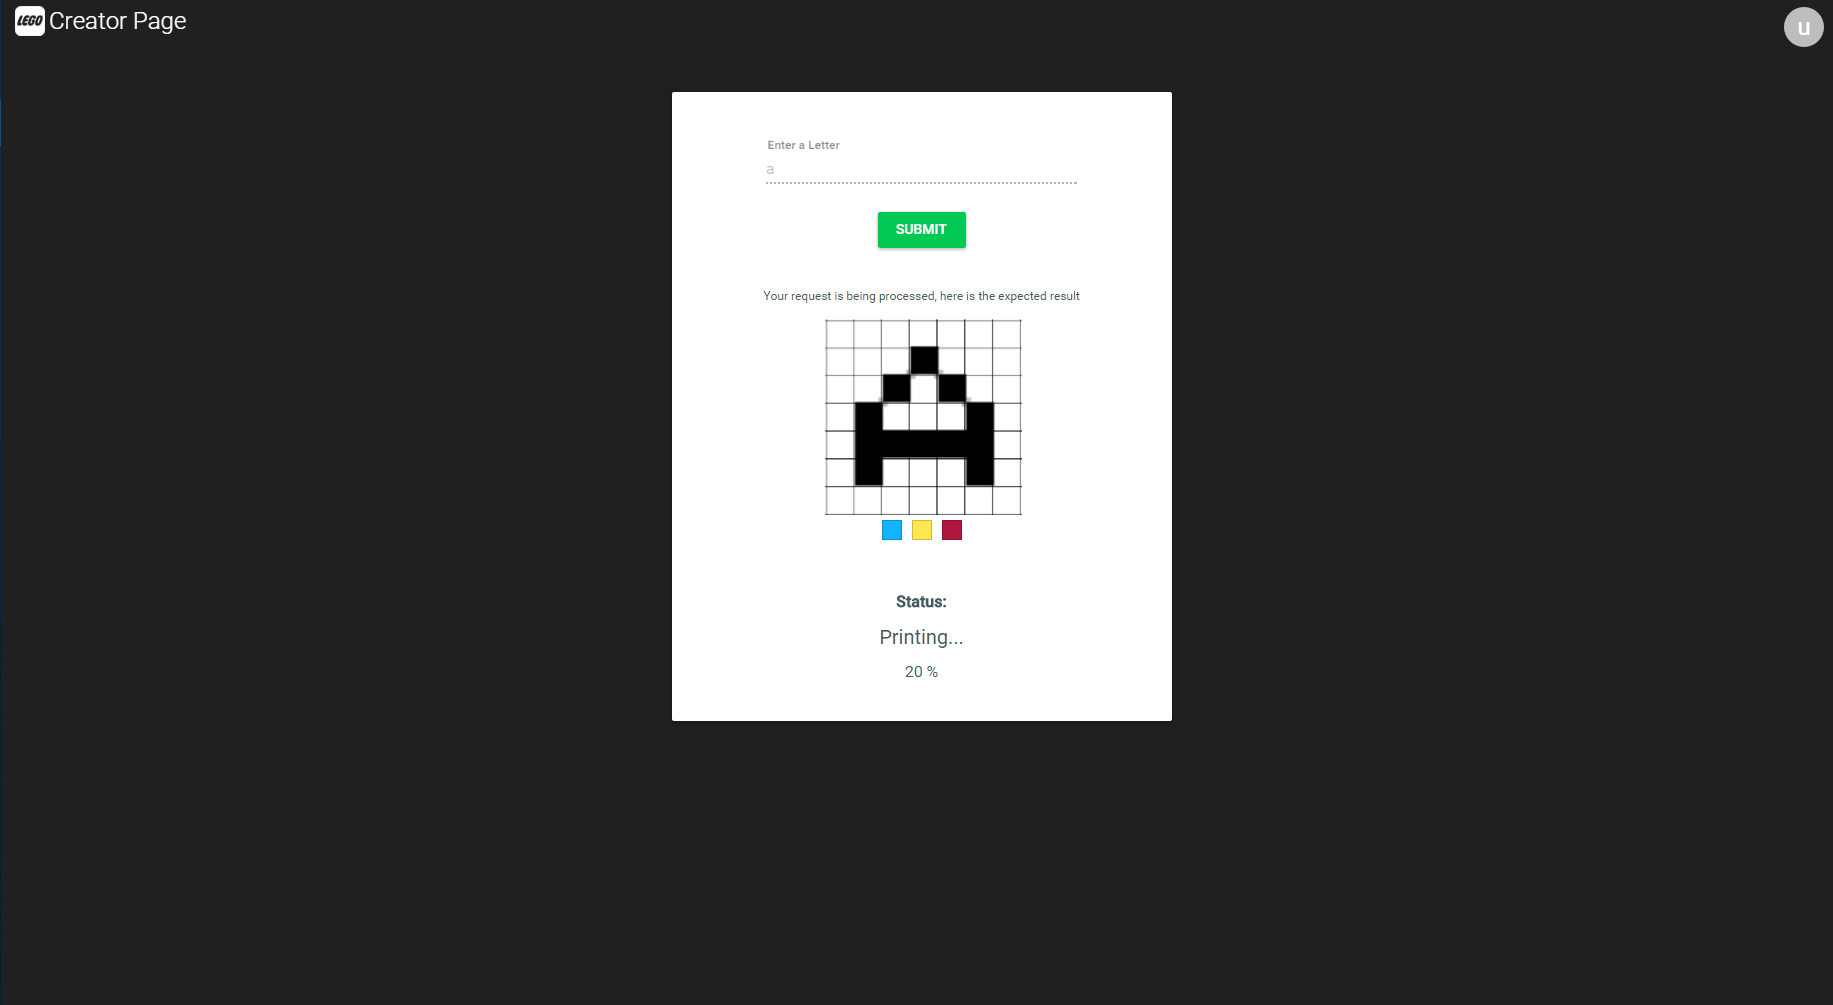 LEGO Creator Page
u
Enter a Letter
a
SUBMIT
Your request is being processed, here is the expected result
Status:
Printing...
20 %